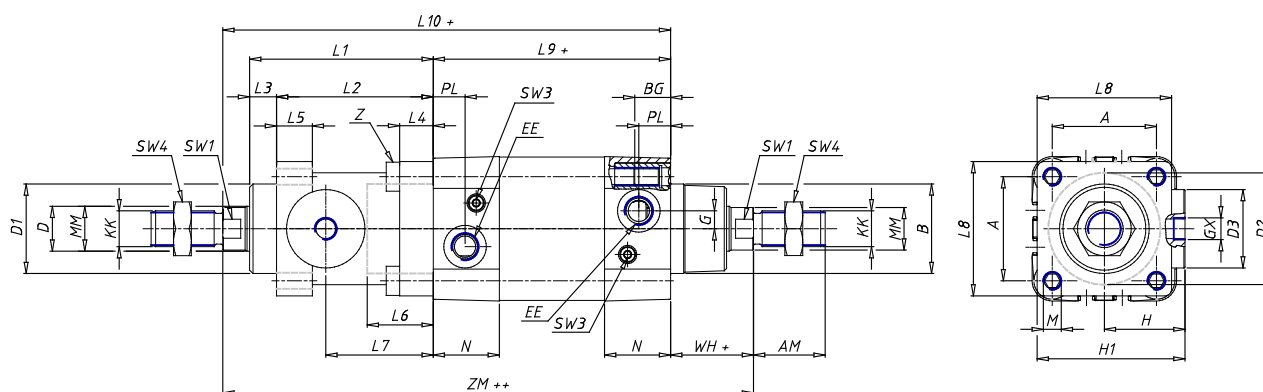 L10 +
L1
L9 +
L8
L3
L2
PL
SW3
BG
A
L5
Z
L4
EE
PL
SW4
SW1
SW1
SW4
D1
D
MM
KK
G
KK
MM
B
L8
A
GX
D3
D2
L6
EE
SW3
M
H
L7
N
N
WH +
AM
H1
ZM ++